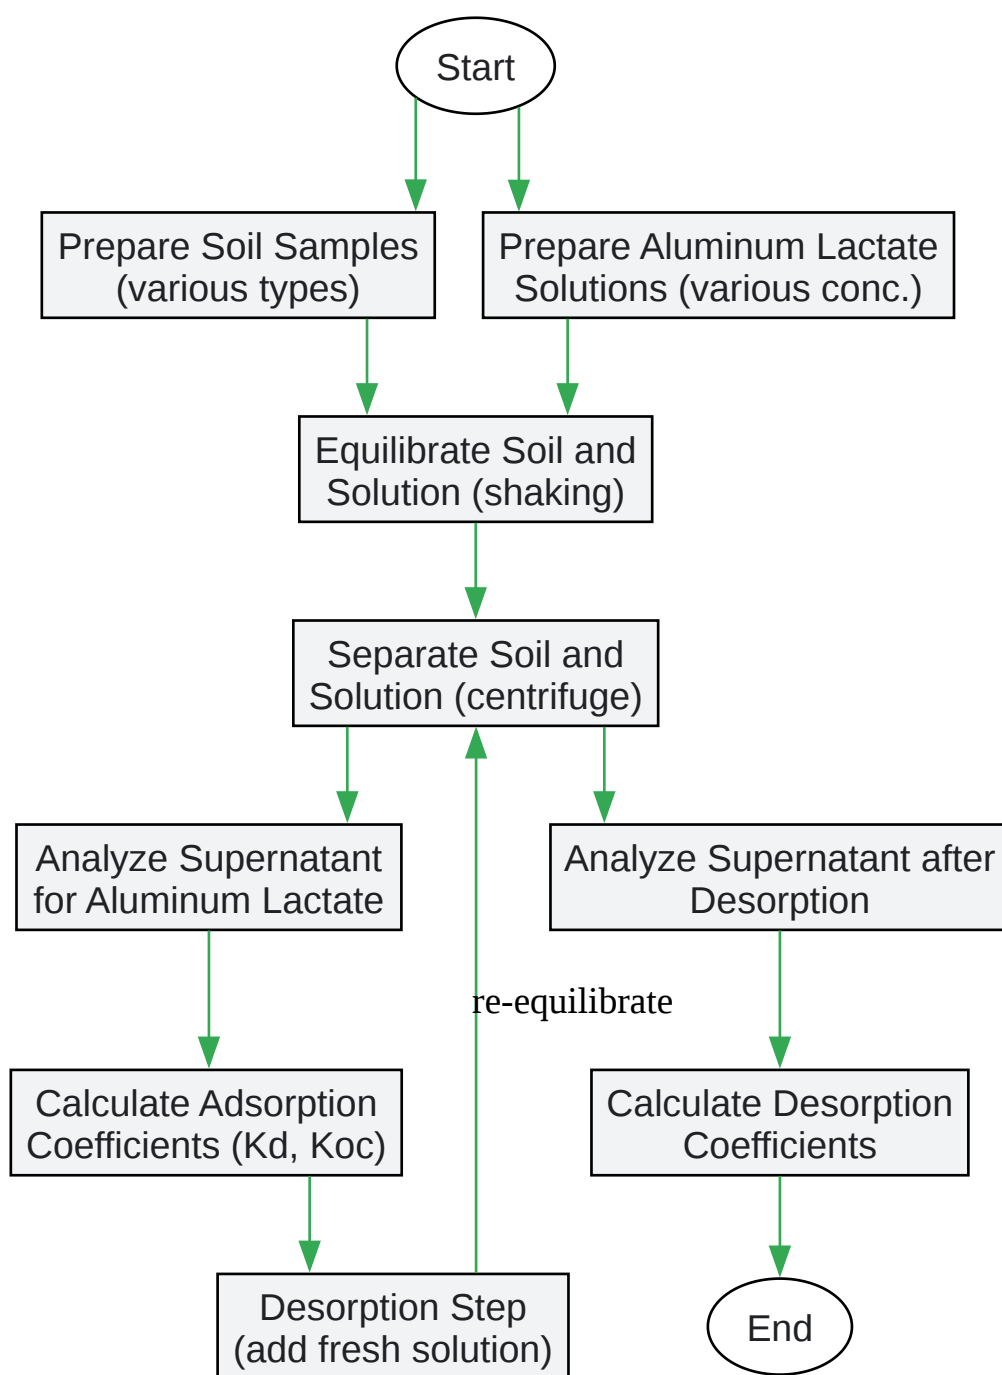 Start
Prepare Soil Samples
(various types)
Prepare Aluminum Lactate
Solutions (various conc.)
Equilibrate Soil and
Solution (shaking)
Separate Soil and
Solution (centrifuge)
Analyze Supernatant
for Aluminum Lactate
Analyze Supernatant after
Desorption
re-equilibrate
Calculate Adsorption
Coefficients (Kd, Koc)
Calculate Desorption
Coefficients
Desorption Step
(add fresh solution)
End